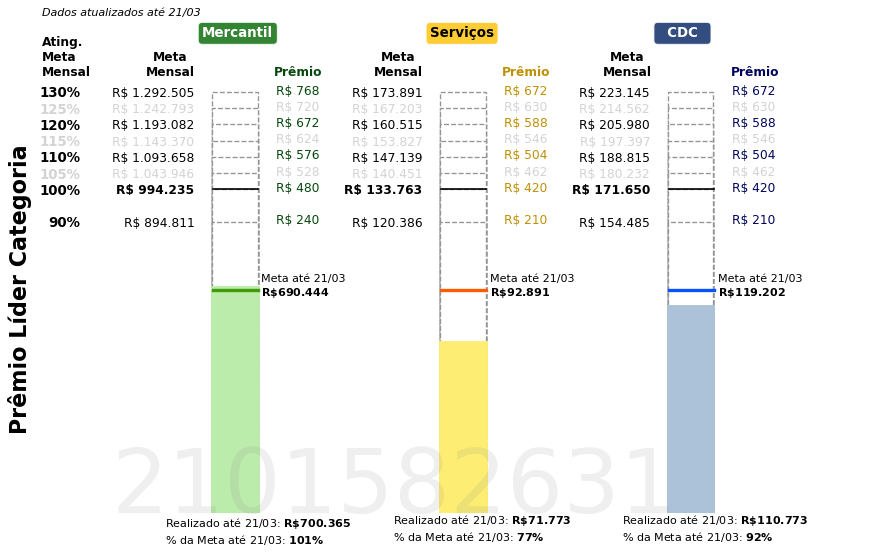 Dados atualizados até 21/03
Mercantil Serviços CDC
Ating. Meta Mensal Meta Mensal Prêmio Meta Mensal Prêmio Meta Mensal Prêmio
130% R$ 1.292.505 R$ 768 R$ 173.891 R$ 672 R$ 223.145 R$ 672
125% R$ 1.242.793 R$ 720 R$ 167.203 R$ 630 R$ 214.562 R$ 630
120% R$ 1.193.082 R$ 672 R$ 160.515 R$ 588 R$ 205.980 R$ 588
115% R$ 1.143.370 R$ 624 R$ 153.827 R$ 546 R$ 197.397 R$ 546
110% R$ 1.093.658 R$ 576 R$ 147.139 R$ 504 R$ 188.815 R$ 504
105% R$ 1.043.946 R$ 528 R$ 140.451 R$ 462 R$ 180.232 R$ 462
100% R$ 994.235 R$ 480 R$ 133.763 R$ 420 R$ 171.650 R$ 420
90% R$ 894.811 R$ 240 R$ 120.386 R$ 210 R$ 154.485 R$ 210
Meta até 21/03 Meta até 21/03 Meta até 21/03
R$690.444 R$92.891 R$119.202
Prêmio Líder Categoria
2101582631
Realizado até 21/03: R$700.365 Realizado até 21/03: R$71.773 Realizado até 21/03: R$110.773
% da Meta até 21/03: 101% % da Meta até 21/03: 77% % da Meta até 21/03: 92%